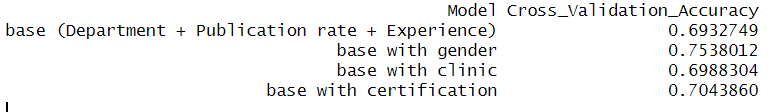 Model Cross_Validation_Accuracy
base (Department + Publication rate + Experience) 0.6932749
base with gender 0.7538012
base with clinic 0.6988304
base with certification 0.7043860